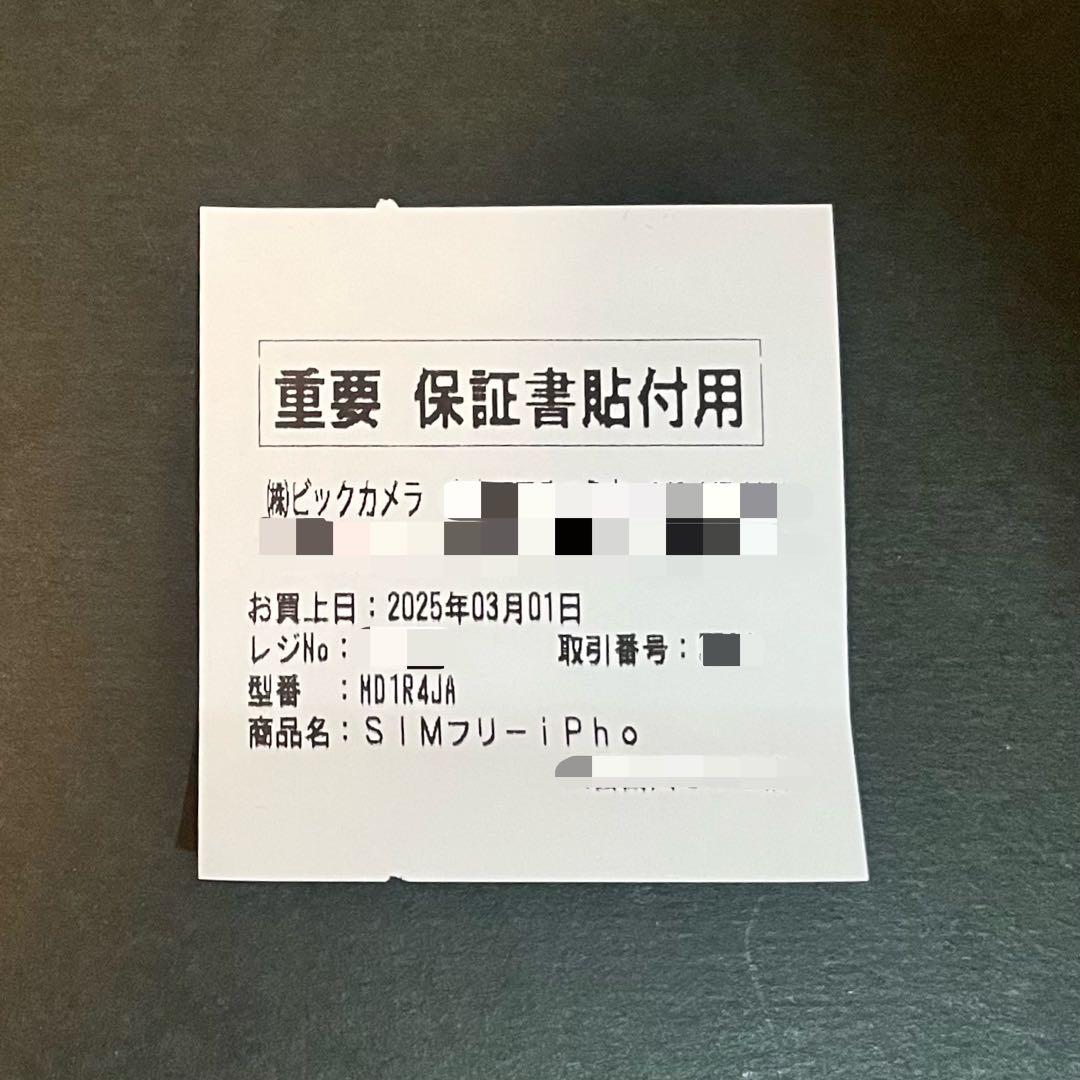 重要 保証書貼付用
㈱ビックカメラ
お買上日：2025年03月01日
レジNo： 取引番号：
型番 ：MD1R4JA
商品名：ＳＩＭフリーｉＰｈｏ